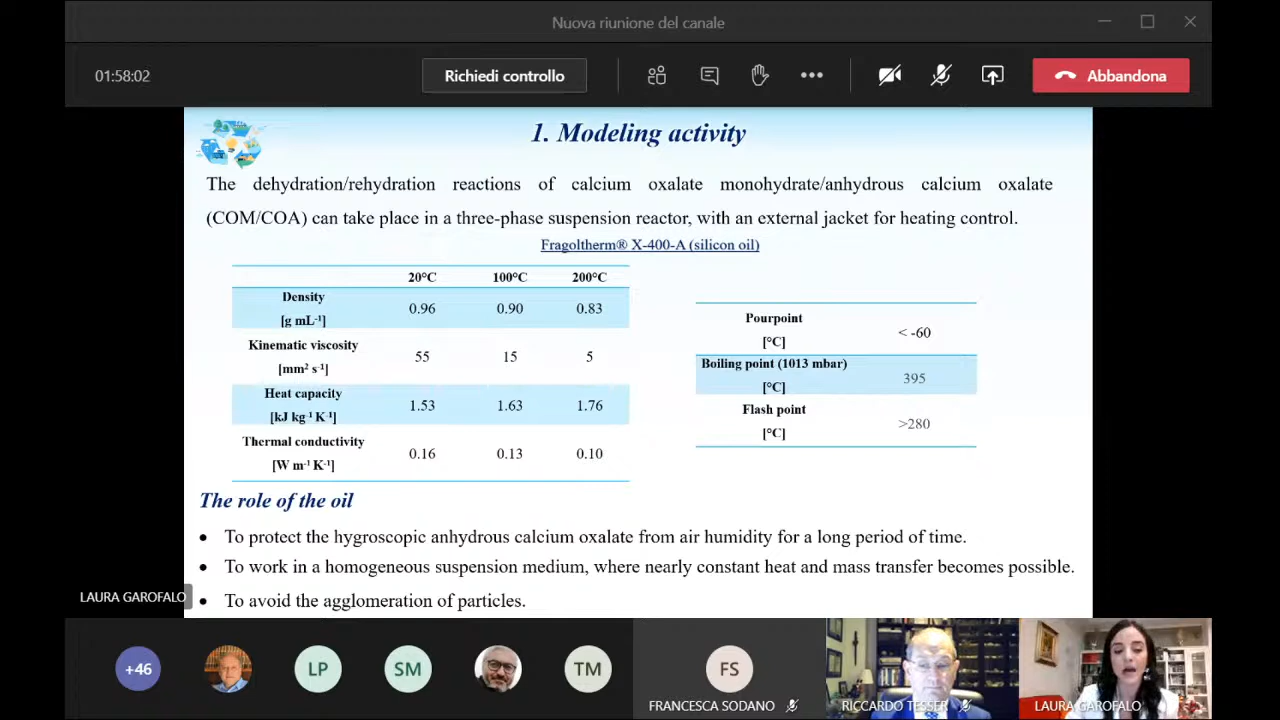 Nuova riunione del canale
01:58:02
Richiedi controllo
Abbandona
1. Modeling activity
The dehydration/rehydration reactions of calcium oxalate monohydrate/anhydrous calcium oxalate
(COM/COA) can take place in a three-phase suspension reactor, with an external jacket for heating control.
Fragoltherm® X-400-A (silicon oil)
20°C 100°C 200°C
Density
[g mL-1]
0.96 0.90 0.83
Kinematic viscosity
[mm² s-1]
55 15 5
Heat capacity
[kJ kg-1 K-1]
1.53 1.63 1.76
Thermal conductivity
[W m-1 K-1]
0.16 0.13 0.10
Pourpoint
[°C]
< -60
Boiling point (1013 mbar)
[°C]
395
Flash point
[°C]
>280
The role of the oil
• To protect the hygroscopic anhydrous calcium oxalate from air humidity for a long period of time.
• To work in a homogeneous suspension medium, where nearly constant heat and mass transfer becomes possible.
• To avoid the agglomeration of particles.
LAURA GAROFALO
+46
LP
SM
TM
FS
FRANCESCA SODANO
RICCARDO TESSER
LAURA GAROFALO